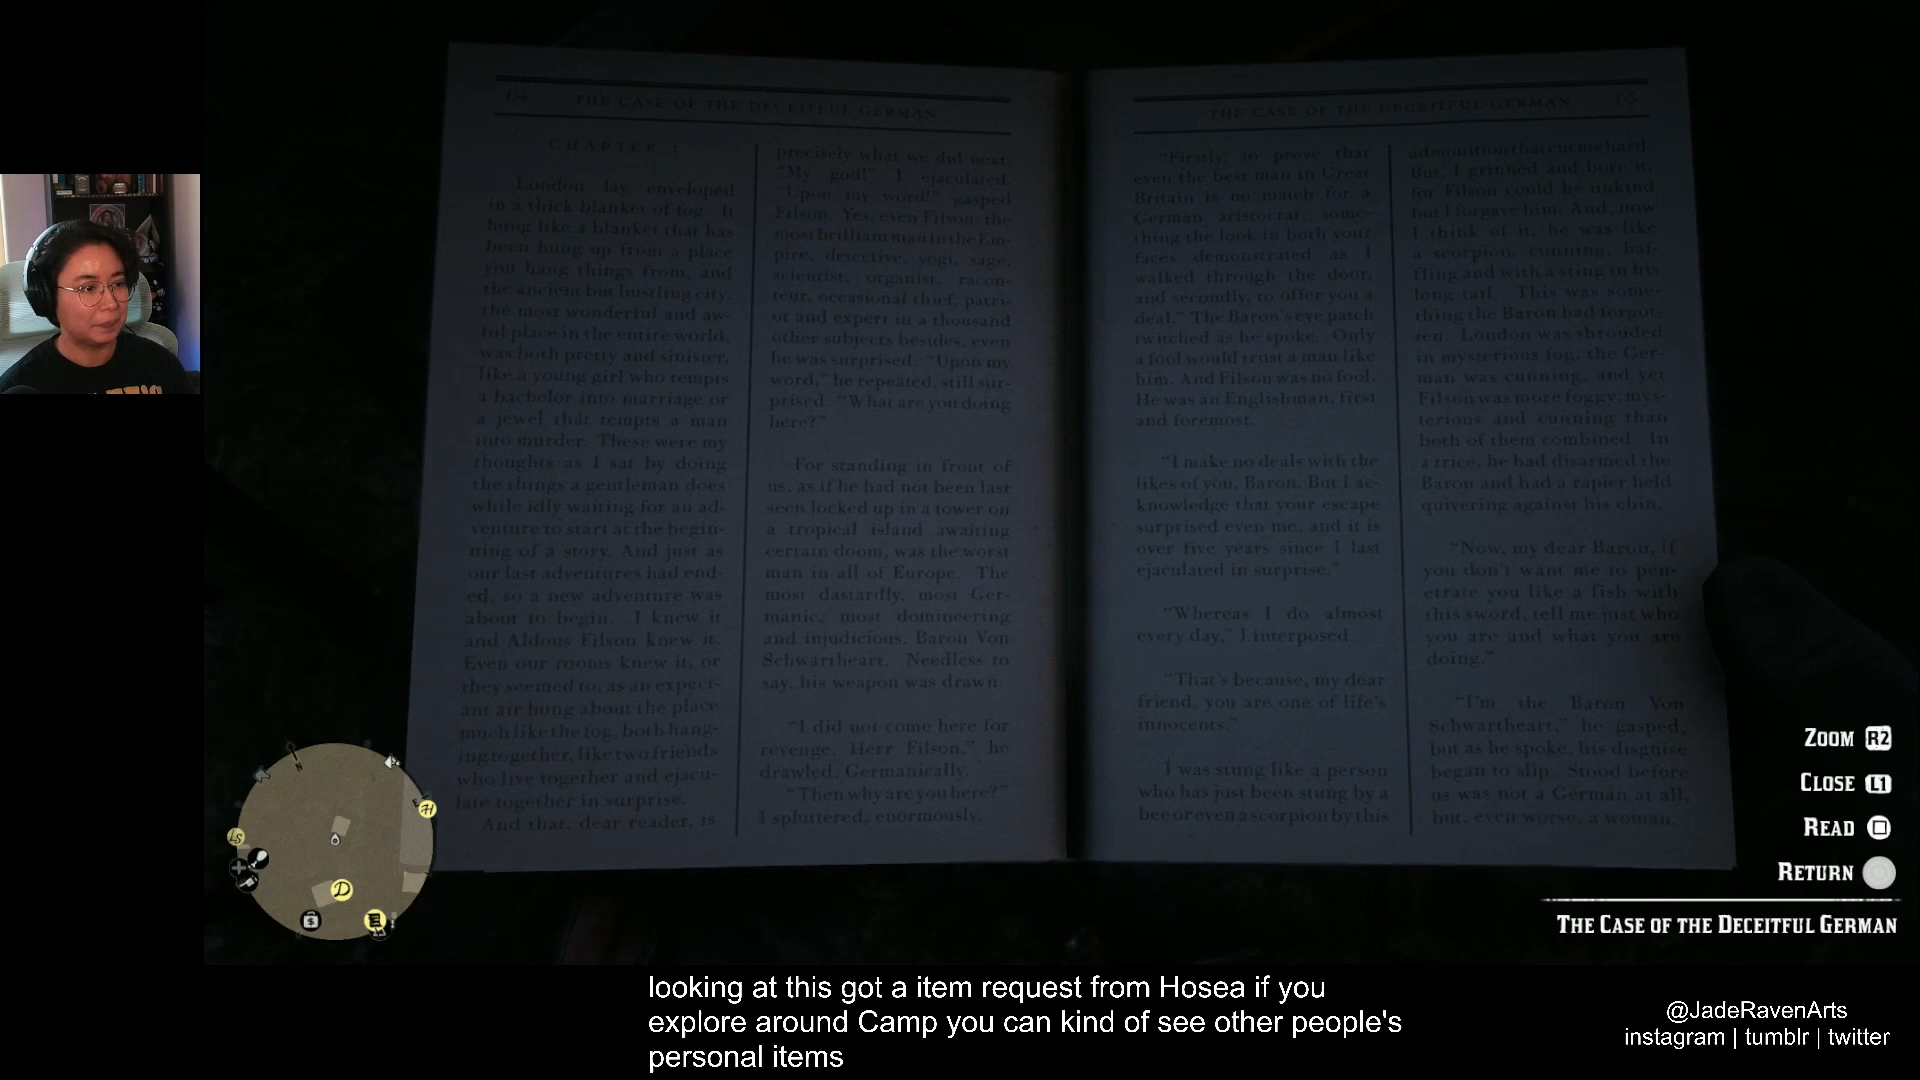 64 THE CASE OF THE DECEITFUL GERMAN
CHAPTER 1
London lay enveloped
in a thick blanket of fog. It
hung like a blanket that has
been hung up from a place
you hang things from, and
the ancient but bustling city,
the most wonderful and aw-
ful place in the entire world,
was both pretty and sinister,
like a young girl who tempts
a bachelor into marriage or
a jewel that tempts a man
into murder. These were my
thoughts as I sat by doing
the things a gentleman does
while idly waiting for an ad-
venture to start at the begin-
ning of a story. And just as
our last adventures had end-
ed, so a new adventure was
about to begin. I knew it
and Aldous Filson knew it.
Even our rooms knew it, or
they seemed to, as an expect-
ant air hung about the place
much like the fog, both hang-
ing together, like two friends
who live together and ejacu-
late together in surprise.
And that, dear reader, is
precisely what we did next.
"My god!" I ejaculated.
"Upon my word!" gasped
Filson. Yes, even Filson, the
most brilliant man in the Em-
pire, detective, yogi, sage,
scientist, organist, racon-
teur, occasional thief, patri-
ot and expert in a thousand
other subjects besides, even
he was surprised. "Upon my
word," he repeated, still sur-
prised. "What are you doing
here?"
For standing in front of
us, as if he had not been last
seen locked up in a tower on
a tropical island awaiting
certain doom, was the worst
man in all of Europe. The
most dastardly, most Ger-
manic, most domineering
and injudicious, Baron Von
Schwartheart. Needless to
say, his weapon was drawn.
"I did not come here for
revenge, Herr Filson," he
drawled, Germanically.
"Then why are you here?"
I spluttered, enormously.
THE CASE OF THE DECEITFUL GERMAN 65
"Firstly, to prove that
even the best man in Great
Britain is no match for a
German aristocrat, some-
thing the look in both your
faces demonstrated as I
walked through the door,
and secondly, to offer you a
deal." The Baron's eye patch
twitched as he spoke. Only
a fool would trust a man like
him. And Filson was no fool.
He was an Englishman, first
and foremost.
"I make no deals with the
likes of you, Baron. But I ac-
knowledge that your escape
surprised even me, and it is
over five years since I last
ejaculated in surprise."
"Whereas I do almost
every day," I interposed.
"That's because, my dear
friend, you are one of life's
innocents."
I was stung like a person
who has just been stung by a
bee or even a scorpion by this
admonition that cut me hard.
But, I grinned and bore it,
for Filson could be unkind
but I forgave him. And, now
I think of it, he was like
a scorpion, cunning, baf-
fling and with a sting in his
long tail. This was some-
thing the Baron had forgot-
ten. London was shrouded
in mysterious fog, the Ger-
man was cunning, and yet
Filson was more foggy, mys-
terious and cunning than
both of them combined. In
a trice, he had disarmed the
Baron and had a rapier held
quivering against his chin.
"Now, my dear Baron, if
you don't want me to pen-
etrate you like a fish with
this sword, tell me just who
you are and what you are
doing."
"I'm the Baron Von
Schwartheart," he gasped,
but as he spoke, his disguise
began to slip. Stood before
us was not a German at all,
but, even worse, a woman.
N
E
H
LS
D
$
ZOOM R2
CLOSE L1
READ
RETURN
THE CASE OF THE DECEITFUL GERMAN
looking at this got a item request from Hosea if you
explore around Camp you can kind of see other people's
personal items
@JadeRavenArts
instagram | tumblr | twitter